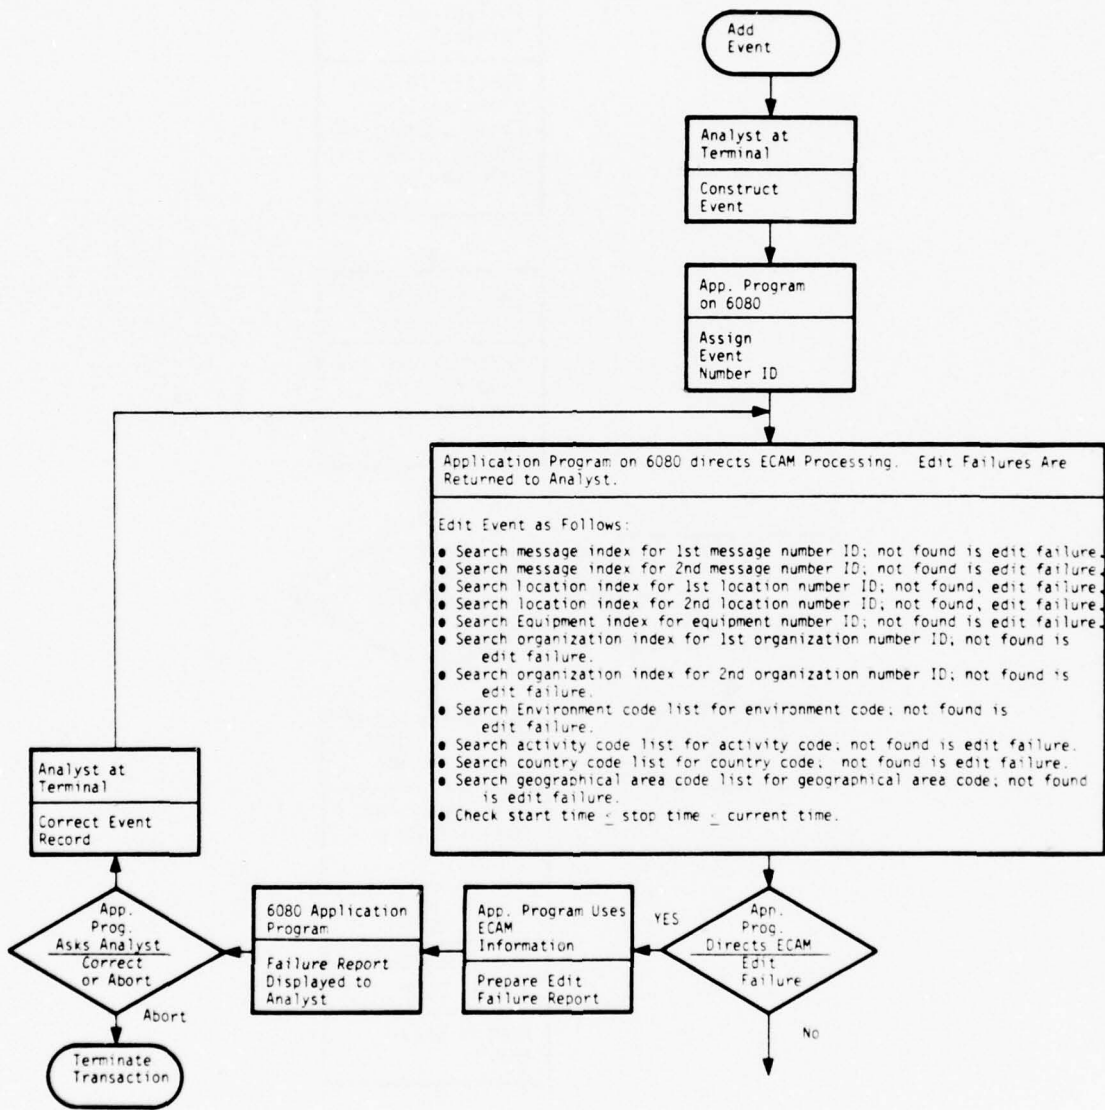 Add
Event
Analyst at
Terminal
Construct
Event
App. Program
on 6080
Assign
Event
Number ID
Application Program on 6080 directs ECAM Processing. Edit Failures Are
Returned to Analyst.
Edit Event as Follows:
● Search message index for 1st message number ID; not found is edit failure.
● Search message index for 2nd message number ID; not found is edit failure.
● Search location index for 1st location number ID; not found, edit failure.
● Search location index for 2nd location number ID; not found, edit failure.
● Search Equipment index for equipment number ID; not found is edit failure.
● Search organization index for 1st organization number ID; not found is
edit failure.
● Search organization index for 2nd organization number ID; not found is
edit failure.
● Search Environment code list for environment code; not found is
edit failure.
● Search activity code list for activity code; not found is edit failure.
● Search country code list for country code; not found is edit failure.
● Search geographical area code list for geographical area code; not found
is edit failure.
● Check start time ≤ stop time ≤ current time.
Analyst at
Terminal
Correct Event
Record
App.
Prog.
Asks Analyst
Correct
or Abort
Abort
Terminate
Transaction
6080 Application
Program
Failure Report
Displayed to
Analyst
App. Program Uses
ECAM
Information
Prepare Edit
Failure Report
YES
App.
Prog.
Directs ECAM
Edit
Failure
No